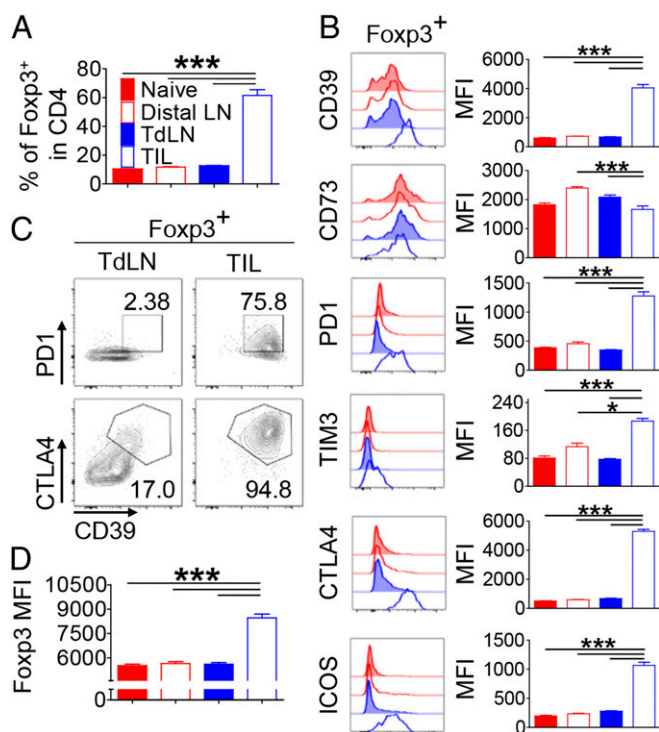 A
% of Foxp3+
in CD4
80
60
40
20
0
***
Naive
Distal LN
TdLN
TIL
B
Foxp3+
CD39
MFI
6000
4000
2000
0
***
CD73
MFI
3000
2000
1000
0
***
PD1
MFI
1500
1000
500
0
***
TIM3
MFI
240
160
80
0
***
*
CTLA4
MFI
6000
4000
2000
0
***
ICOS
MFI
1500
1000
500
0
***
C
Foxp3+
TdLN
TIL
PD1
2.38
75.8
CTLA4
17.0
94.8
CD39
D
Foxp3 MFI
10500
9000
7500
6000
0
***